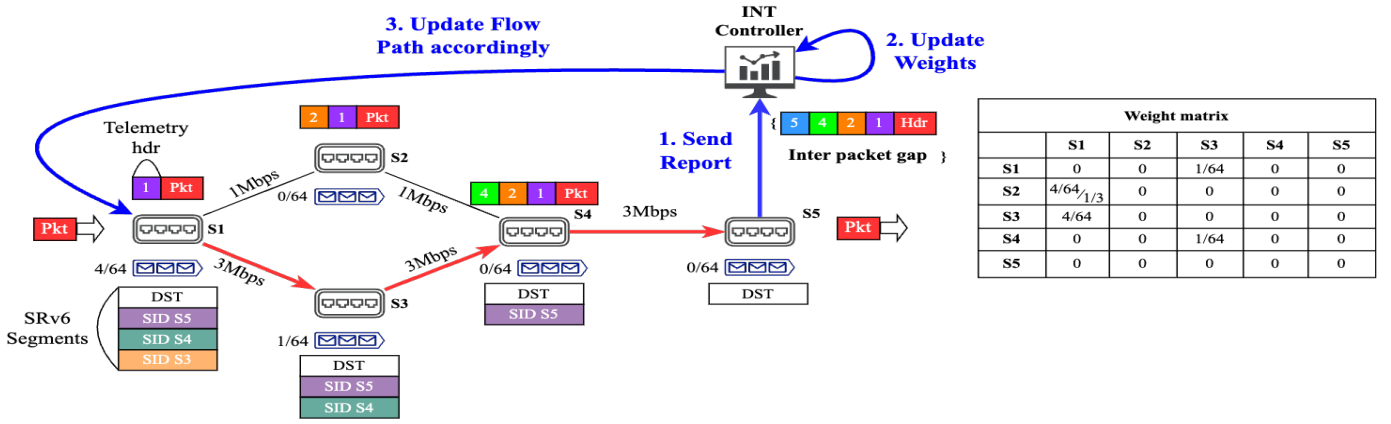 3. Update Flow
Path accordingly
INT
Controller
2. Update
Weights
2 1 Pkt
Telemetry
hdr
1 Pkt
1Mbps
S2
0/64
1Mbps
1. Send
Report
{ 5 4 2 1 Hdr
Inter packet gap }
4 2 1 Pkt
S4
3Mbps
S5
Pkt
S1
Pkt
4/64
3Mbps
3Mbps
0/64
0/64
S3
DST
SID S5
DST
SRv6
Segments
DST
SID S5
SID S4
SID S3
1/64
DST
SID S5
SID S4
Weight matrix
S1 S2 S3 S4 S5
S1 0 0 1/64 0 0
S2 4/64/1/3 0 0 0 0
S3 4/64 0 0 0 0
S4 0 0 1/64 0 0
S5 0 0 0 0 0